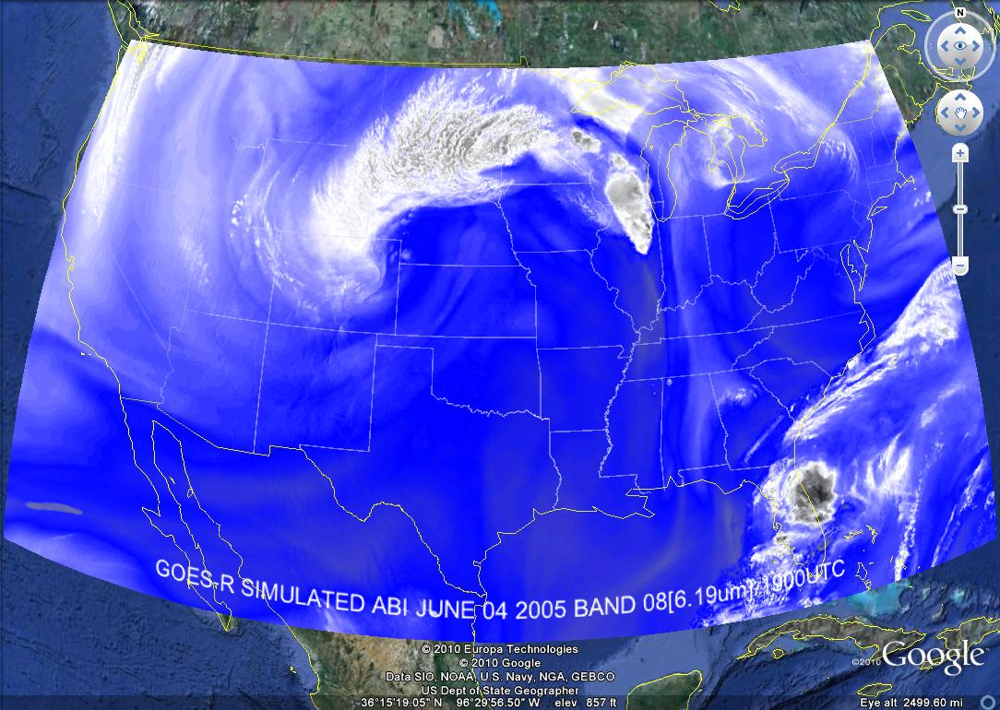 N
GOES-R SIMULATED ABI JUNE 04 2005 BAND 08[6.19um] 1900UTC
© 2010 Europa Technologies
© 2010 Google
Data SIO, NOAA, U.S. Navy, NGA, GEBCO
US Dept of State Geographer
©2010 Google
36°15'19.05" N 96°29'56.50" W elev 857 ft
Eye alt 2499.60 mi